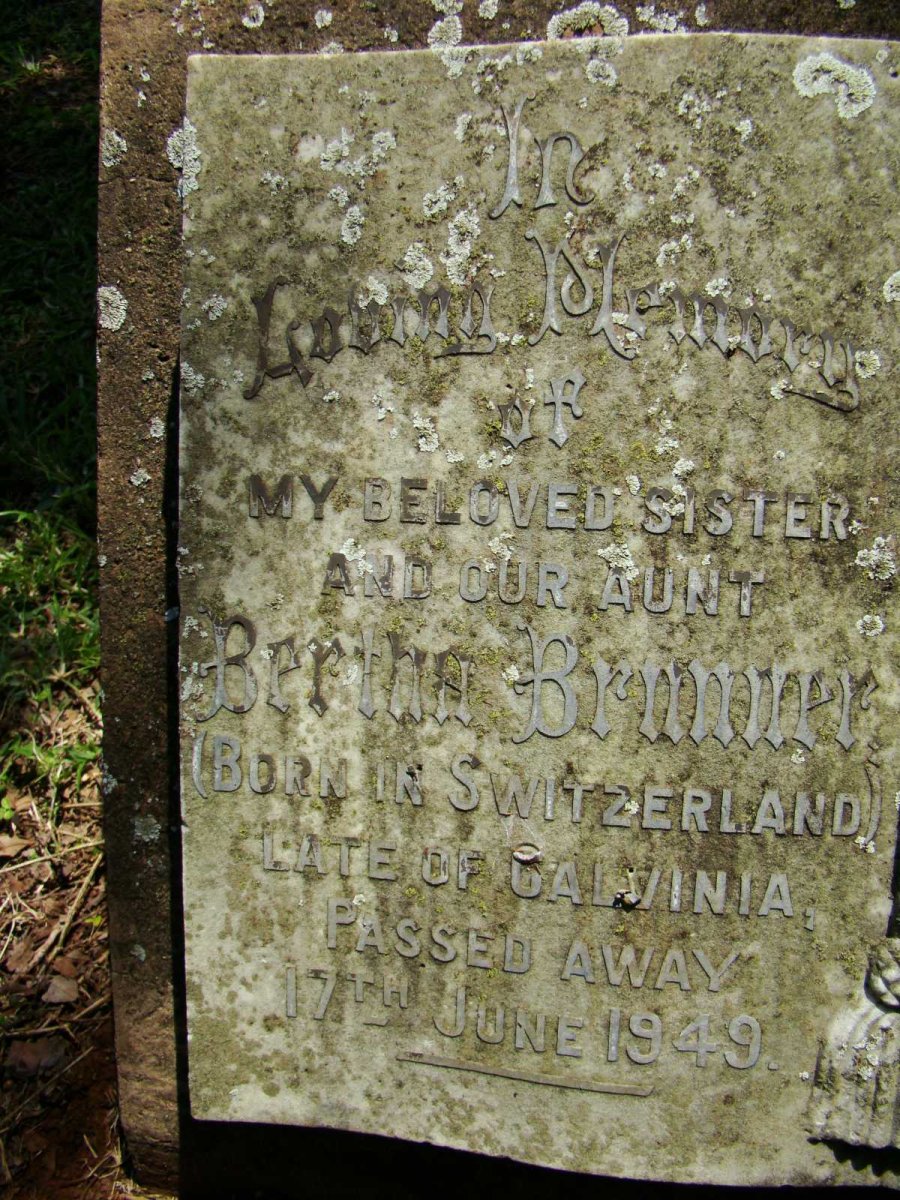 In
Loving Memory
of
MY BELOVED SISTER
AND OUR AUNT
Bertha Brunner
(BORN IN SWITZERLAND)
LATE OF CALVINIA,
PASSED AWAY
17TH JUNE 1949.